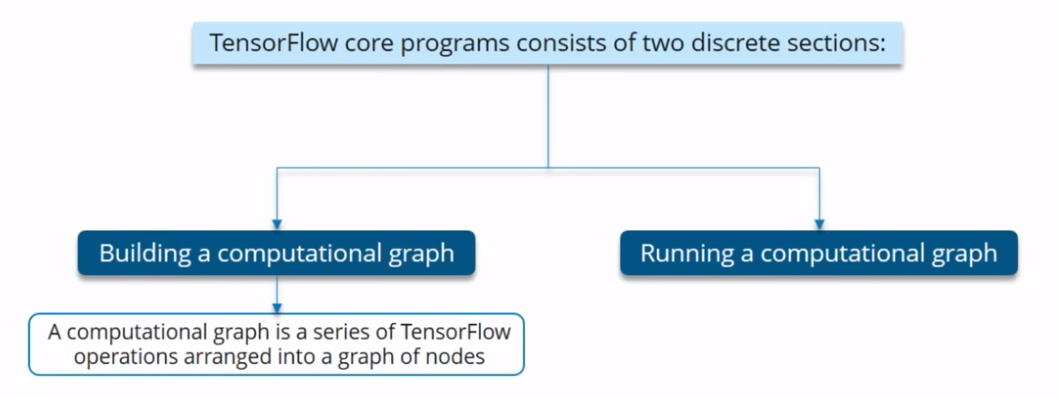 TensorFlow core programs consists of two discrete sections:
Building a computational graph
Running a computational graph
A computational graph is a series of TensorFlow
operations arranged into a graph of nodes